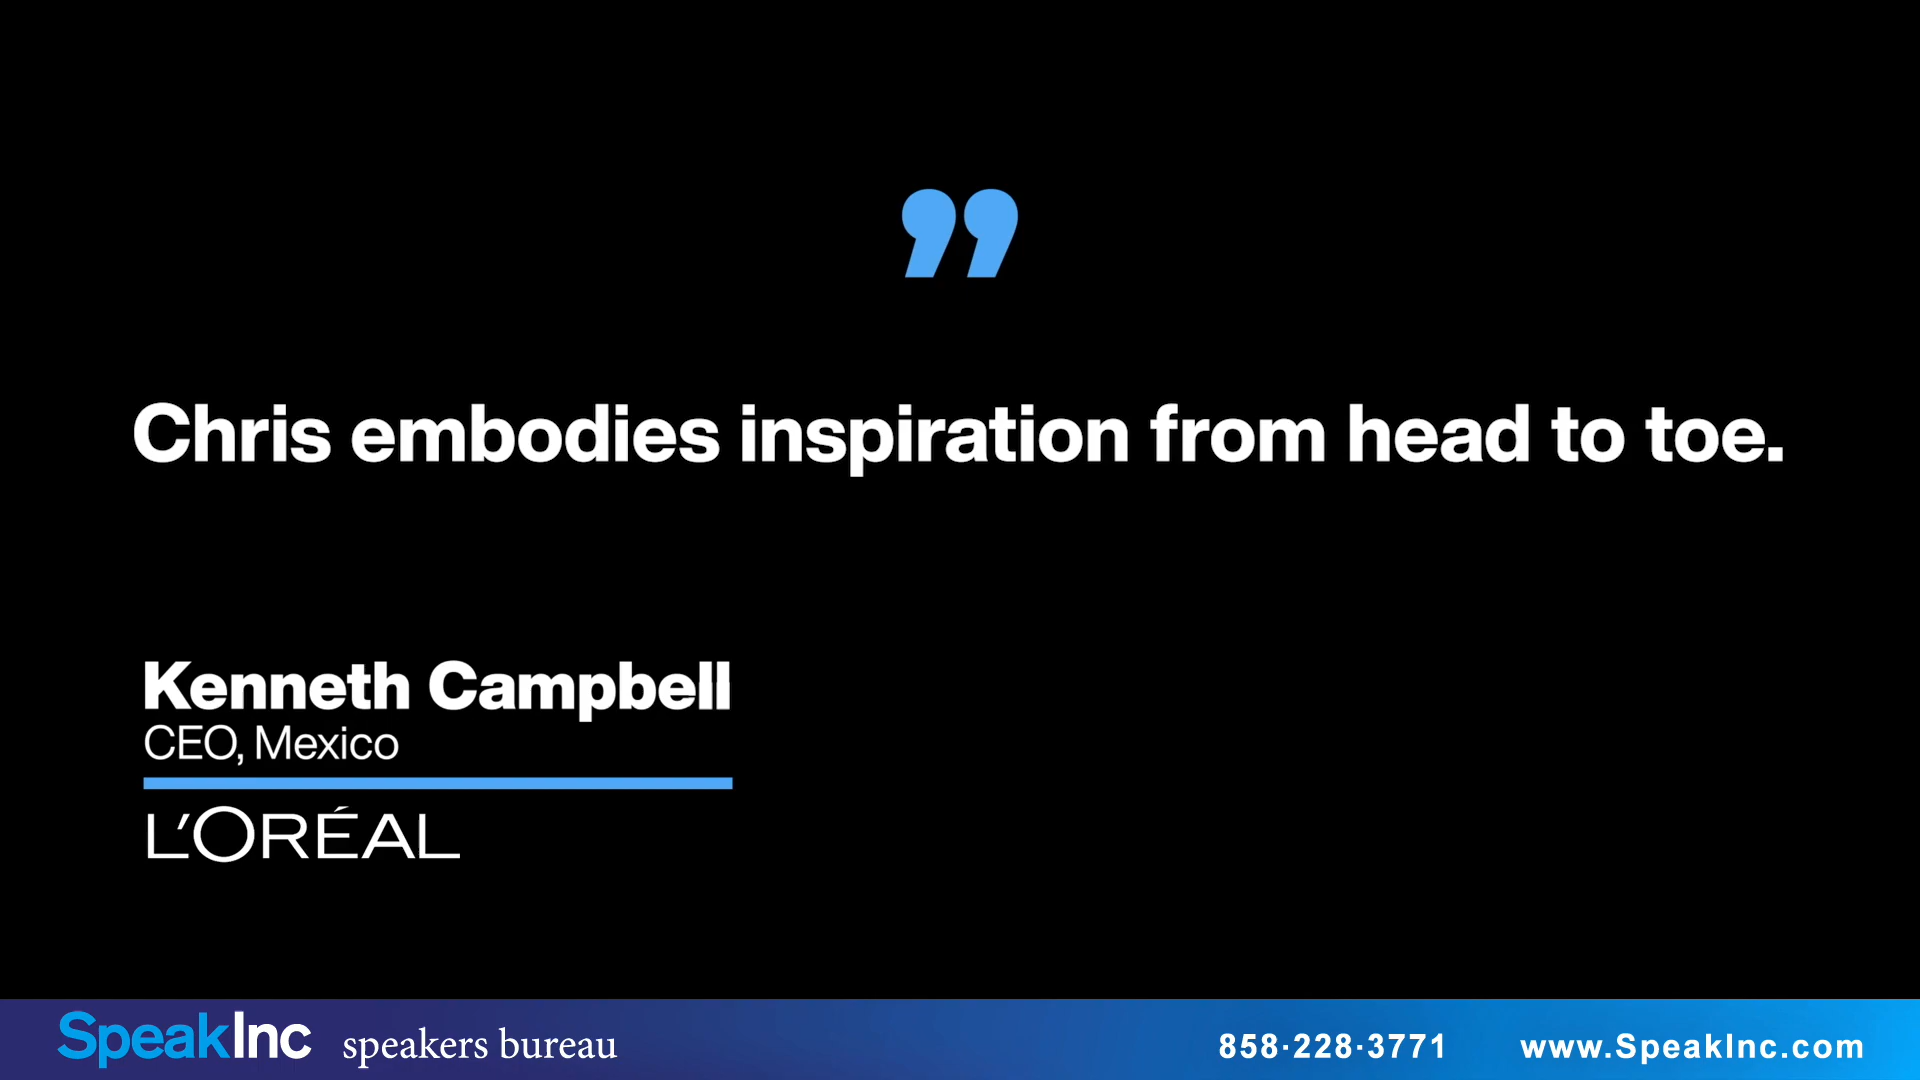 ”
Chris embodies inspiration from head to toe.
Kenneth Campbell
CEO, Mexico
L'ORÉAL
SpeakInc speakers bureau
858·228·3771 www.SpeakInc.com